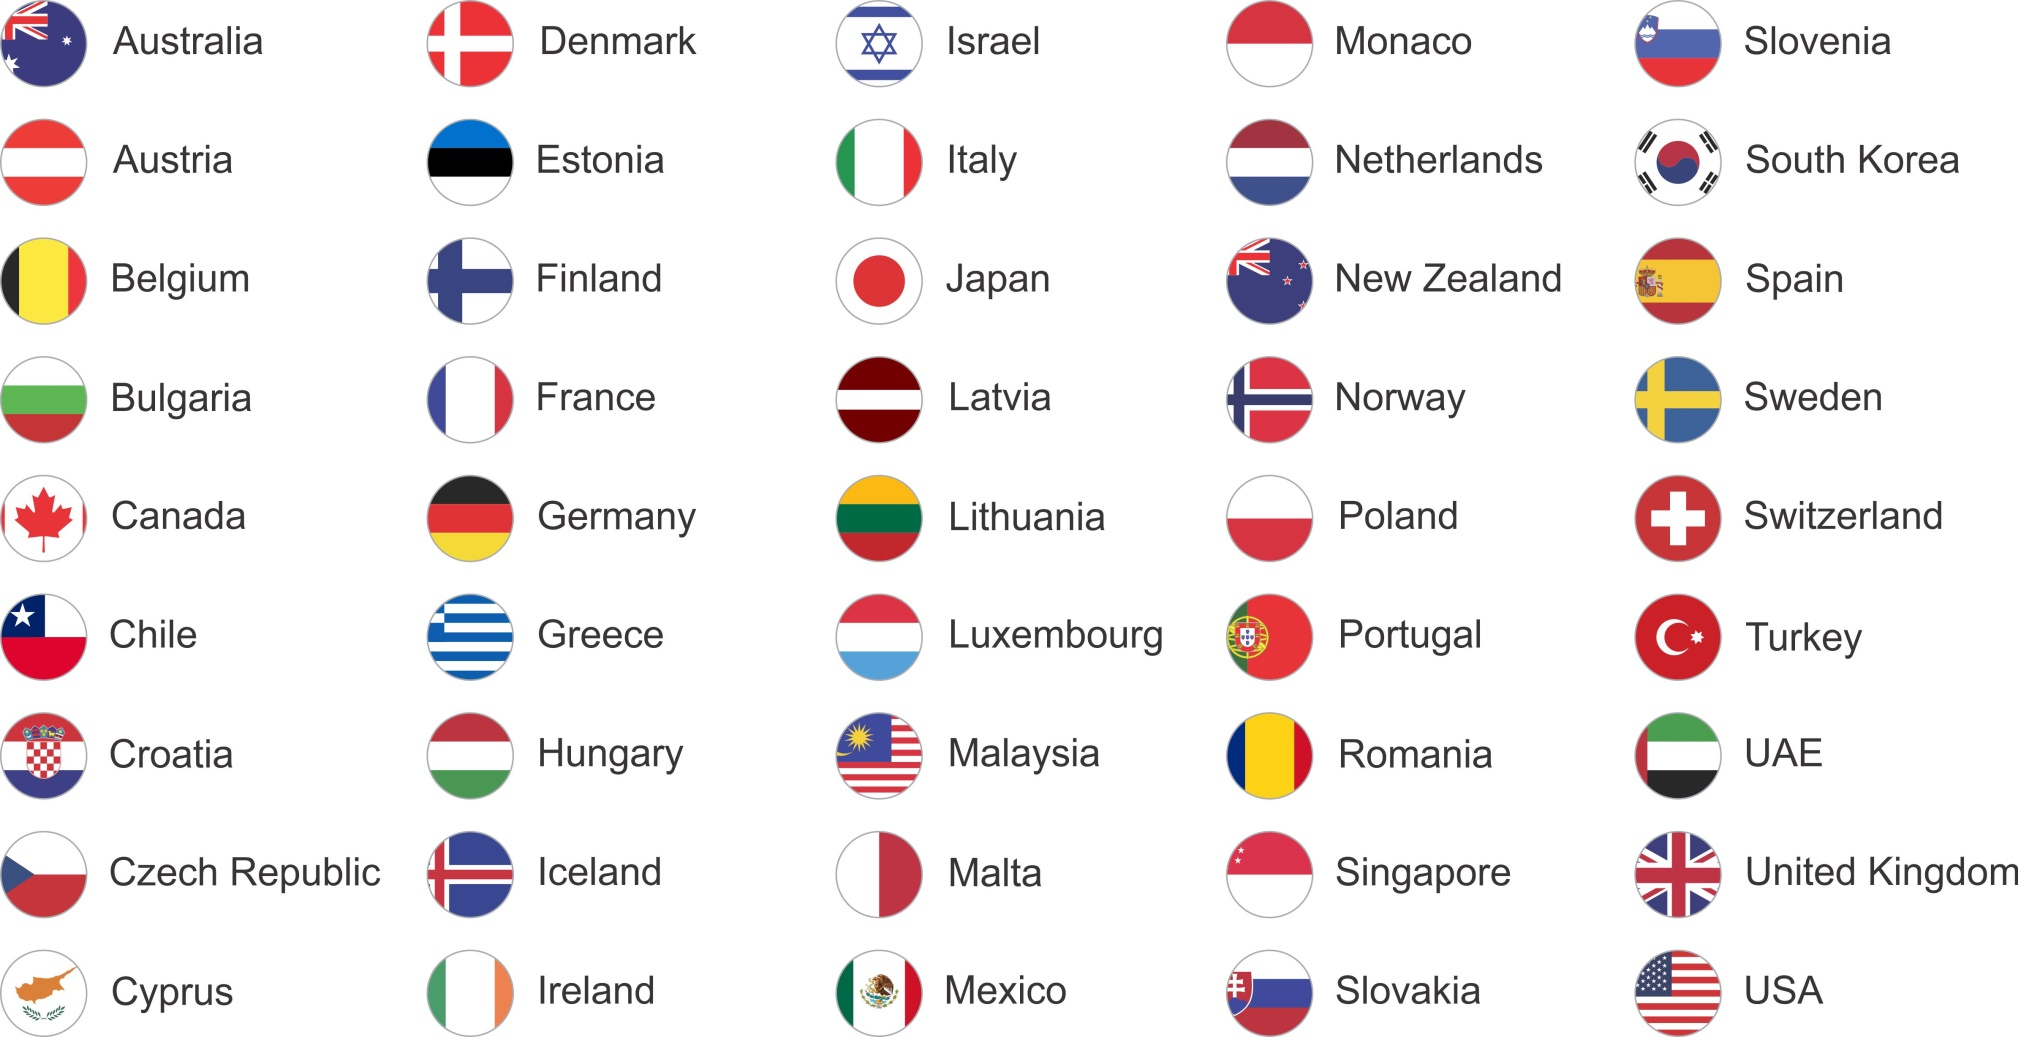 Australia
Austria
Belgium
Bulgaria
Canada
Chile
Croatia
Czech Republic
Cyprus
Denmark
Estonia
Finland
France
Germany
Greece
Hungary
Iceland
Ireland
Israel
Italy
Japan
Latvia
Lithuania
Luxembourg
Malaysia
Malta
Mexico
Monaco
Netherlands
New Zealand
Norway
Poland
Portugal
Romania
Singapore
Slovakia
Slovenia
South Korea
Spain
Sweden
Switzerland
Turkey
UAE
United Kingdom
USA